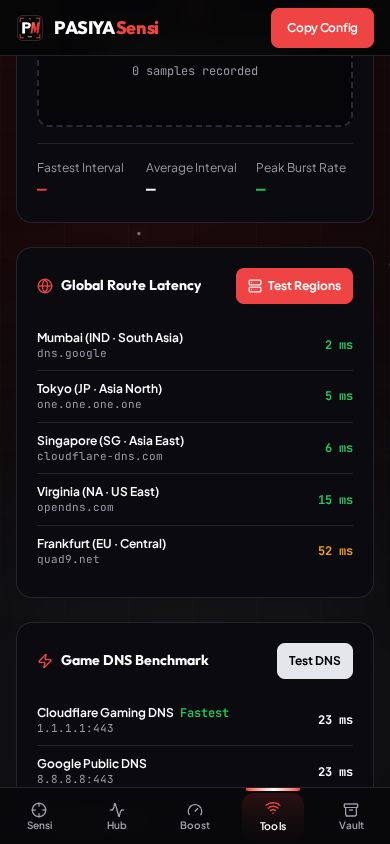 PM PASIYA Sensi
Copy Config
0 samples recorded
Fastest Interval Average Interval Peak Burst Rate
— — —
Global Route Latency Test Regions
Mumbai (IND · South Asia)
dns.google
2 ms
Tokyo (JP · Asia North)
one.one.one.one
5 ms
Singapore (SG · Asia East)
cloudflare-dns.com
6 ms
Virginia (NA · US East)
opendns.com
15 ms
Frankfurt (EU · Central)
quad9.net
52 ms
Game DNS Benchmark Test DNS
Cloudflare Gaming DNS Fastest
1.1.1.1:443
23 ms
Google Public DNS
8.8.8.8:443
23 ms
Sensi Hub Boost Tools Vault